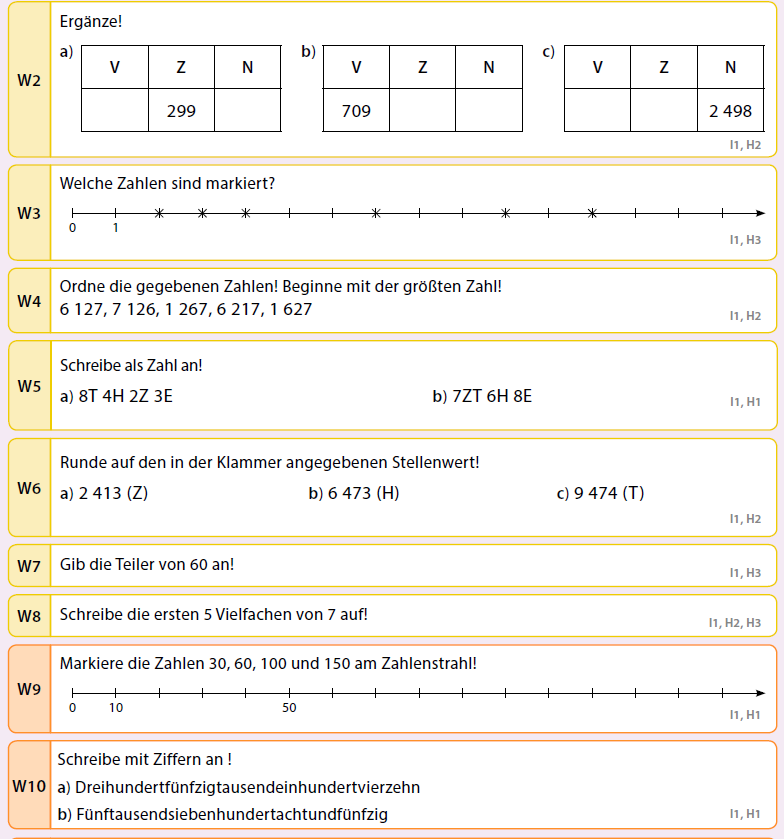 W2
Ergänze!
a) V Z N
299
b) V Z N
709
c) V Z N
2 498
I1, H2
W3
Welche Zahlen sind markiert?
0 1
I1, H3
W4
Ordne die gegebenen Zahlen! Beginne mit der größten Zahl!
6 127, 7 126, 1 267, 6 217, 1 627
I1, H2
W5
Schreibe als Zahl an!
a) 8T 4H 2Z 3E b) 7ZT 6H 8E
I1, H1
W6
Runde auf den in der Klammer angegebenen Stellenwert!
a) 2 413 (Z) b) 6 473 (H) c) 9 474 (T)
I1, H2
W7
Gib die Teiler von 60 an!
I1, H3
W8
Schreibe die ersten 5 Vielfachen von 7 auf!
I1, H2, H3
W9
Markiere die Zahlen 30, 60, 100 und 150 am Zahlenstrahl!
0 10 50
I1, H1
W10
Schreibe mit Ziffern an !
a) Dreihundertfünfzigtausendeinhundertvierzehn
b) Fünftausendsiebenhundertachtundfünfzig
I1, H1